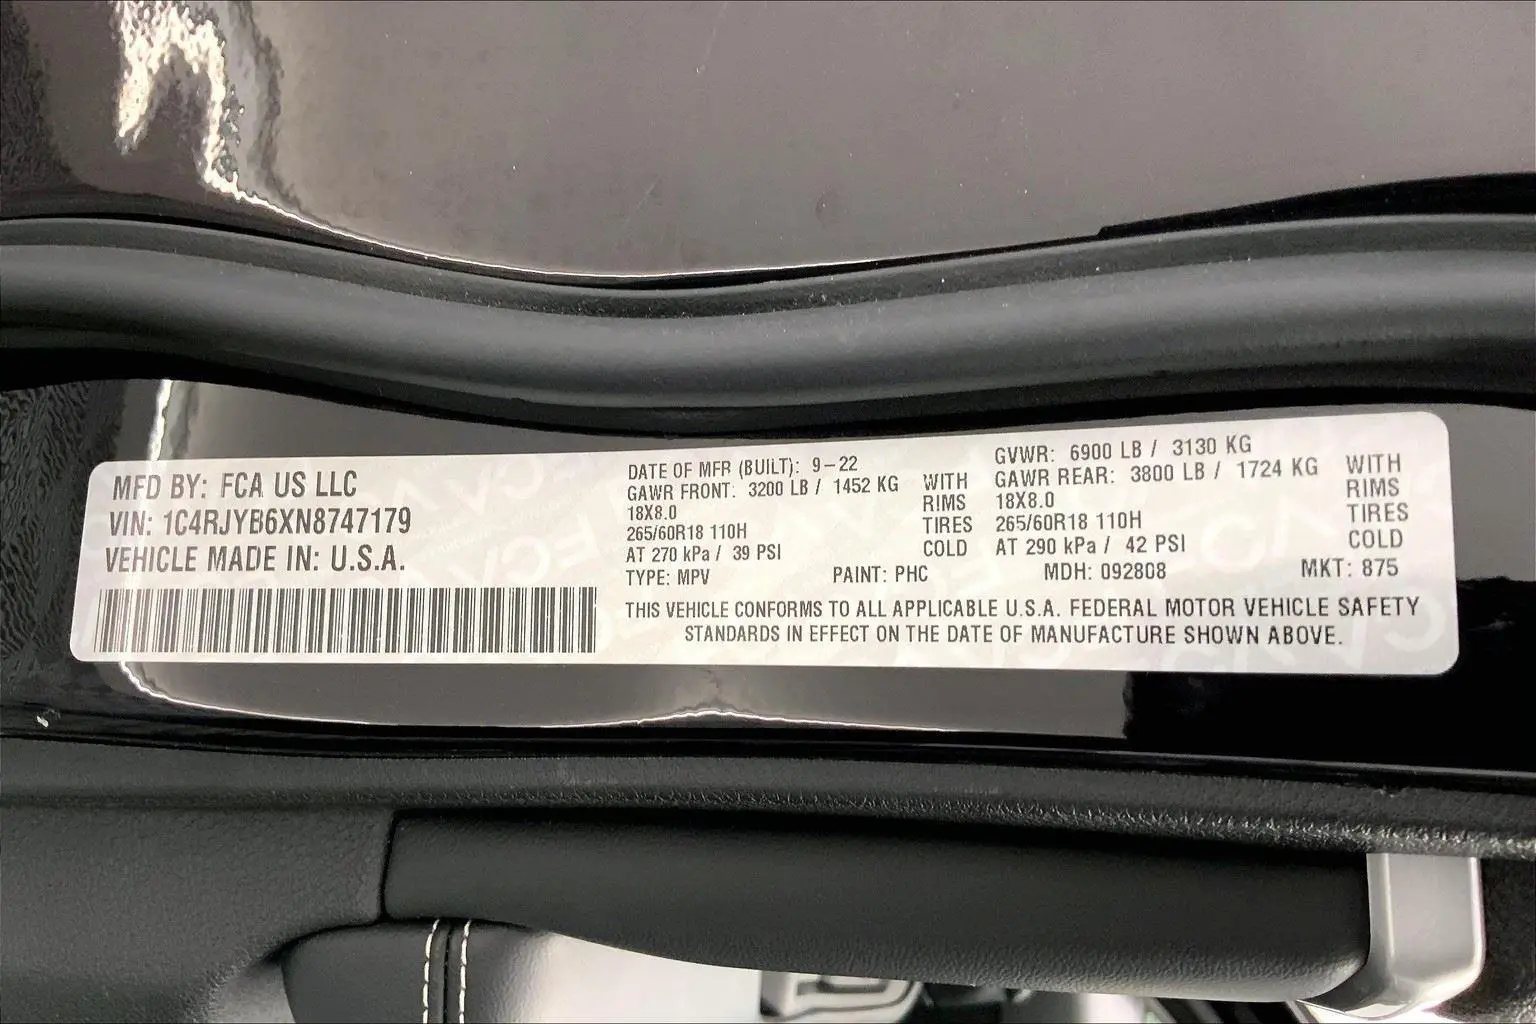 MFD BY: FCA US LLC
VIN: 1C4RJYB6XN8747179
VEHICLE MADE IN: U.S.A.
DATE OF MFR (BUILT): 9-22
GAWR FRONT: 3200 LB / 1452 KG WITH
18X8.0 RIMS
265/60R18 110H TIRES
AT 270 kPa / 39 PSI COLD
GVWR: 6900 LB / 3130 KG
GAWR REAR: 3800 LB / 1724 KG WITH
18X8.0 RIMS
265/60R18 110H TIRES
AT 290 kPa / 42 PSI COLD
TYPE: MPV PAINT: PHC MDH: 092808 MKT: 875
THIS VEHICLE CONFORMS TO ALL APPLICABLE U.S.A. FEDERAL MOTOR VEHICLE SAFETY
STANDARDS IN EFFECT ON THE DATE OF MANUFACTURE SHOWN ABOVE.